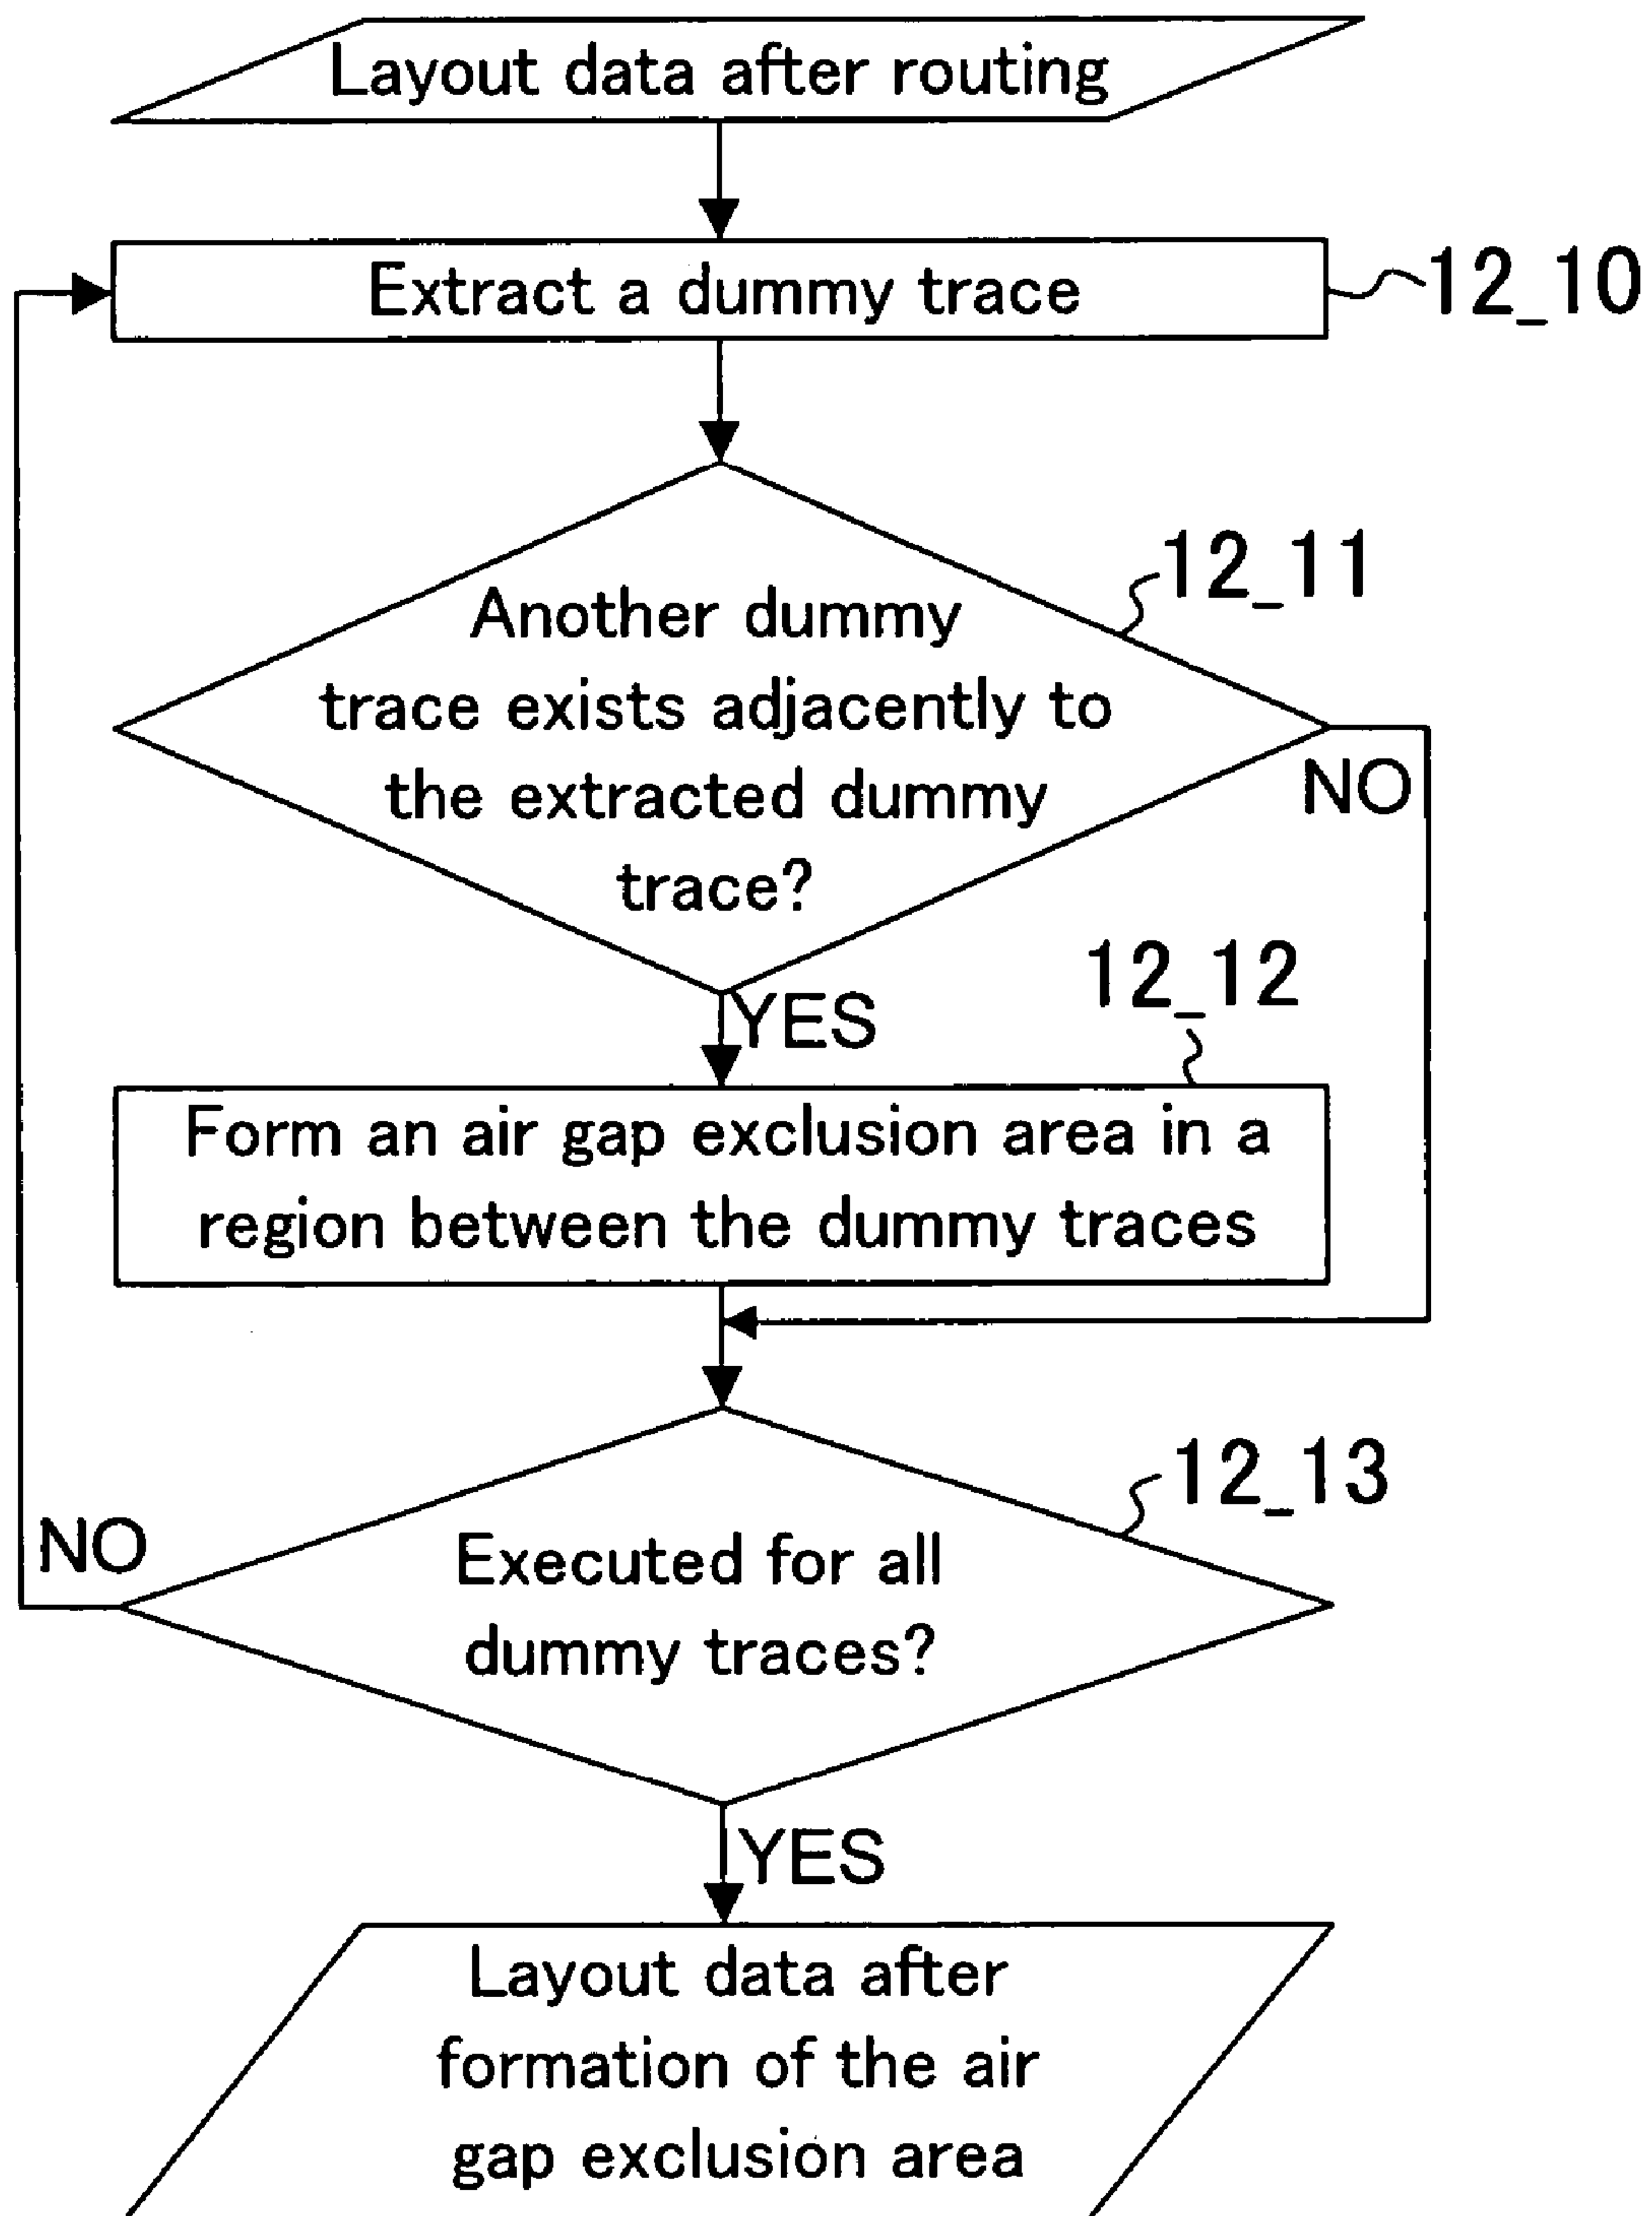 Layout data after routing
Extract a dummy trace
12_10
12_11
Another dummy
trace exists adjacently to
the extracted dummy
trace?
NO
YES
12_12
Form an air gap exclusion area in a
region between the dummy traces
12_13
NO
Executed for all
dummy traces?
YES
Layout data after
formation of the air
gap exclusion area